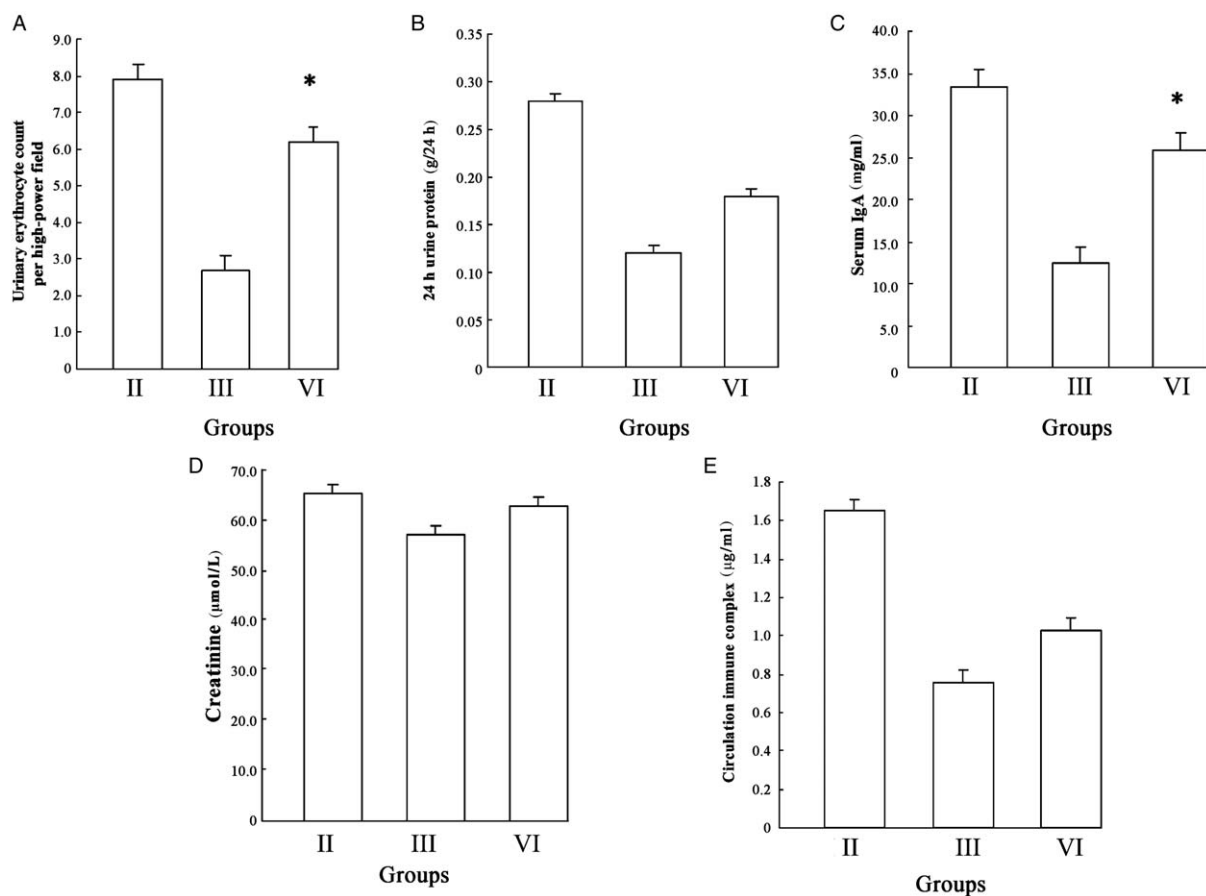 A
Urinary erythrocyte count
per high-power field
9.0
8.0
7.0
6.0
5.0
4.0
3.0
2.0
1.0
0
*
II III VI
Groups
B
24 h urine protein (g/24 h)
0.35
0.30
0.25
0.20
0.15
0.10
0.05
0
II III VI
Groups
C
Serum IgA (mg/ml)
40.0
35.0
33.0
25.0
20.0
15.0
10.0
5.0
0
*
II III VI
Groups
D
Creatinine (μmol/L)
70.0
60.0
50.0
40.0
30.0
20.0
10.0
0
II III VI
Groups
E
Circulation immune complex (μg/ml)
1.8
1.6
1.4
1.2
1.0
0.8
0.6
0.4
0.2
0
II III VI
Groups